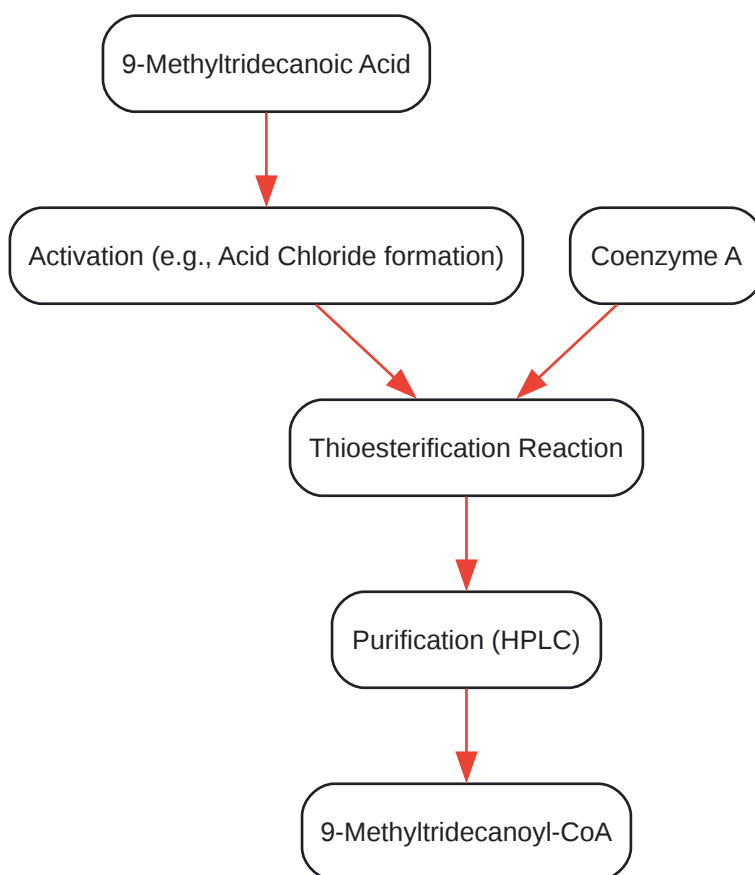 9-Methyltridecanoic Acid
Activation (e.g., Acid Chloride formation)
Coenzyme A
Thioesterification Reaction
Purification (HPLC)
9-Methyltridecanoyl-CoA